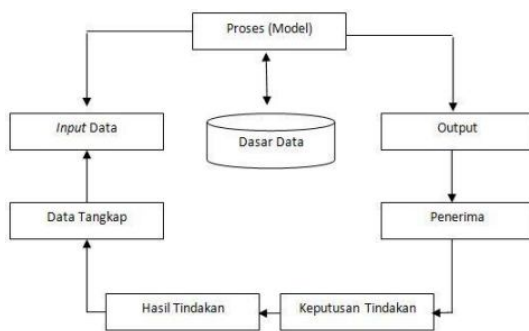 Proses (Model)
Input Data
Dasar Data
Output
Data Tangkap
Penerima
Hasil Tindakan
Keputusan Tindakan